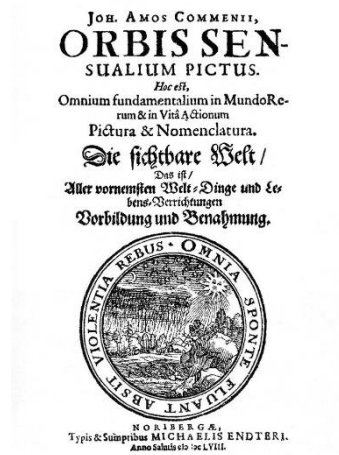 JOH. AMOS COMMENII,
ORBIS SEN-
SUALIUM PICTUS.
Hoc est,
Omnium fundamentalium in Mundo Re-
rum & in Vitâ Actionum
Pictura & Nomenclatura.
Die sichtbare Welt /
Das ist /
Aller vornemsten Welt-Dinge und Le-
bens-Verrichtungen
Vorbildung und Benahmung.
OMNIA SPONTE FLUANT ABSIT VIOLENTIA REBUS
NORIBERGÆ,
Typis & Sumptibus MICHAELIS ENDTERI.
Anno Salutis cIↄ Iↄc LVIII.